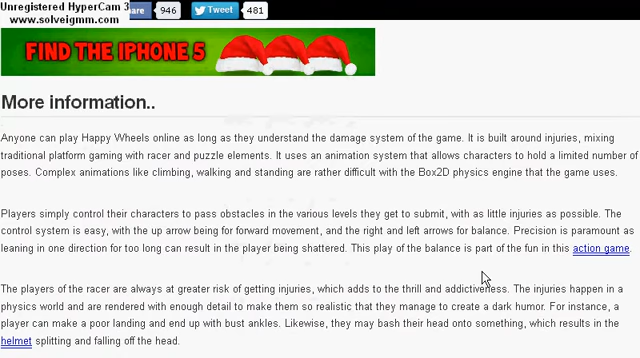 Unregistered HyperCam 3
www.solveigmm.com
are 946 Tweet 481
FIND THE IPHONE 5
More information..
Anyone can play Happy Wheels online as long as they understand the damage system of the game. It is built around injuries, mixing
traditional platform gaming with racer and puzzle elements. It uses an animation system that allows characters to hold a limited number of
poses. Complex animations like climbing, walking and standing are rather difficult with the Box2D physics engine that the game uses.
Players simply control their characters to pass obstacles in the various levels they get to submit, with as little injuries as possible. The
control system is easy, with the up arrow being for forward movement, and the right and left arrows for balance. Precision is paramount as
leaning in one direction for too long can result in the player being shattered. This play of the balance is part of the fun in this action game.
The players of the racer are always at greater risk of getting injuries, which adds to the thrill and addictiveness. The injuries happen in a
physics world and are rendered with enough detail to make them so realistic that they manage to create a dark humor. For instance, a
player can make a poor landing and end up with bust ankles. Likewise, they may bash their head onto something, which results in the
helmet splitting and falling off the head.